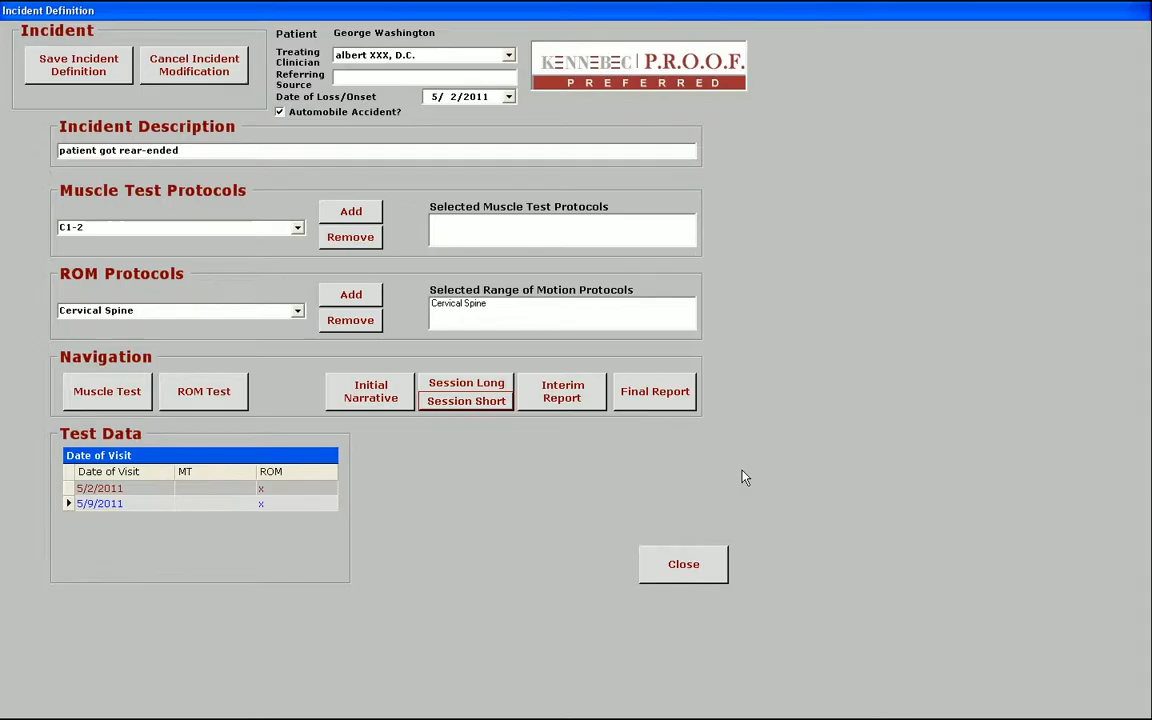 Incident Definition
Incident
Save Incident
Definition
Cancel Incident
Modification
Patient
George Washington
Treating
Clinician
albert XXX, D.C.
Referring
Source
Date of Loss/Onset
5/ 2/2011
Automobile Accident?
KENNEBEC | P.R.O.O.F.
PREFERRED
Incident Description
patient got rear-ended
Muscle Test Protocols
C1-2
Add
Remove
Selected Muscle Test Protocols
ROM Protocols
Cervical Spine
Add
Remove
Selected Range of Motion Protocols
Cervical Spine
Navigation
Muscle Test
ROM Test
Initial
Narrative
Session Long
Session Short
Interim
Report
Final Report
Test Data
Date of Visit
Date of Visit MT ROM
5/2/2011 x
5/9/2011 x
Close